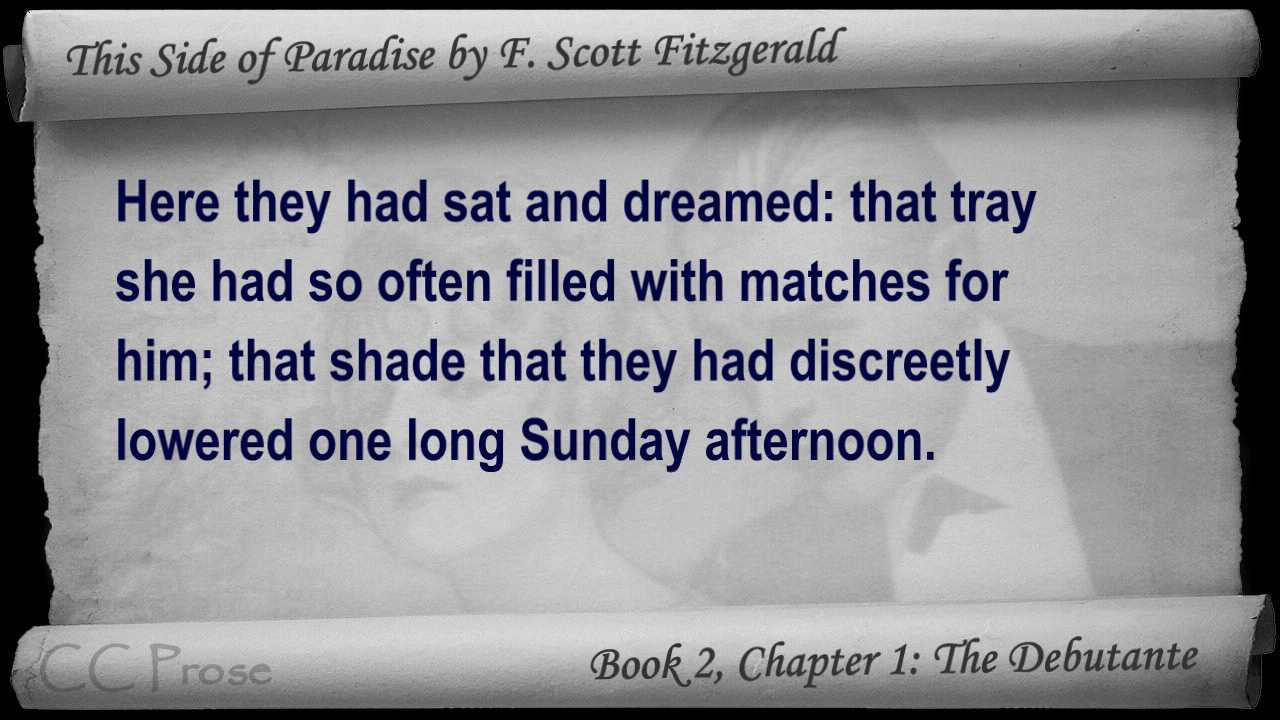 This Side of Paradise by F. Scott Fitzgerald
Here they had sat and dreamed: that tray
she had so often filled with matches for
him; that shade that they had discreetly
lowered one long Sunday afternoon.
CC Prose
Book 2, Chapter 1: The Debutante